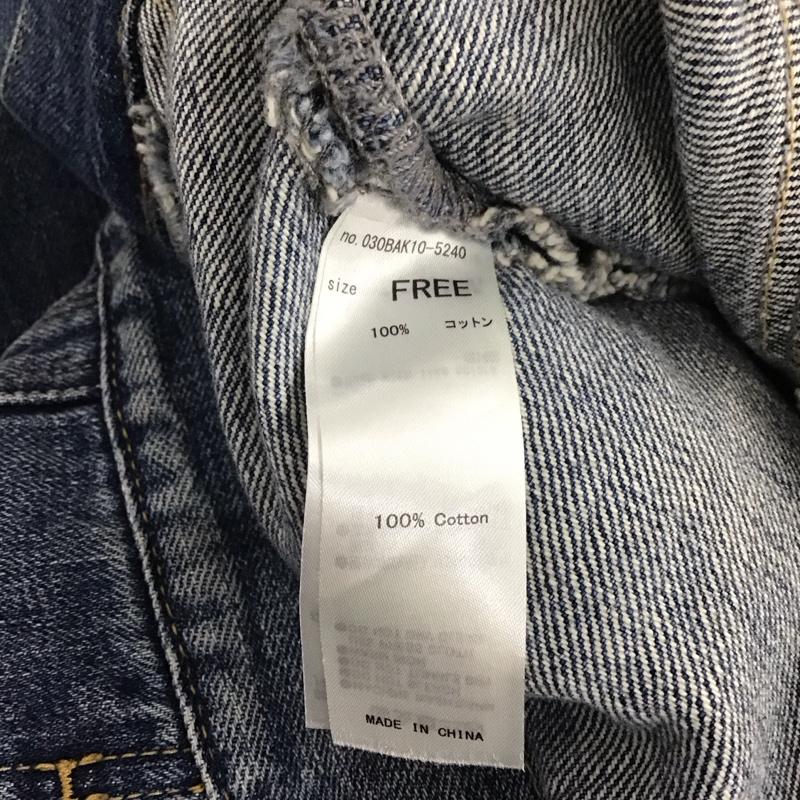 no. 030BAK10-5240
size FREE
100% コットン
100% Cotton
MADE IN CHINA